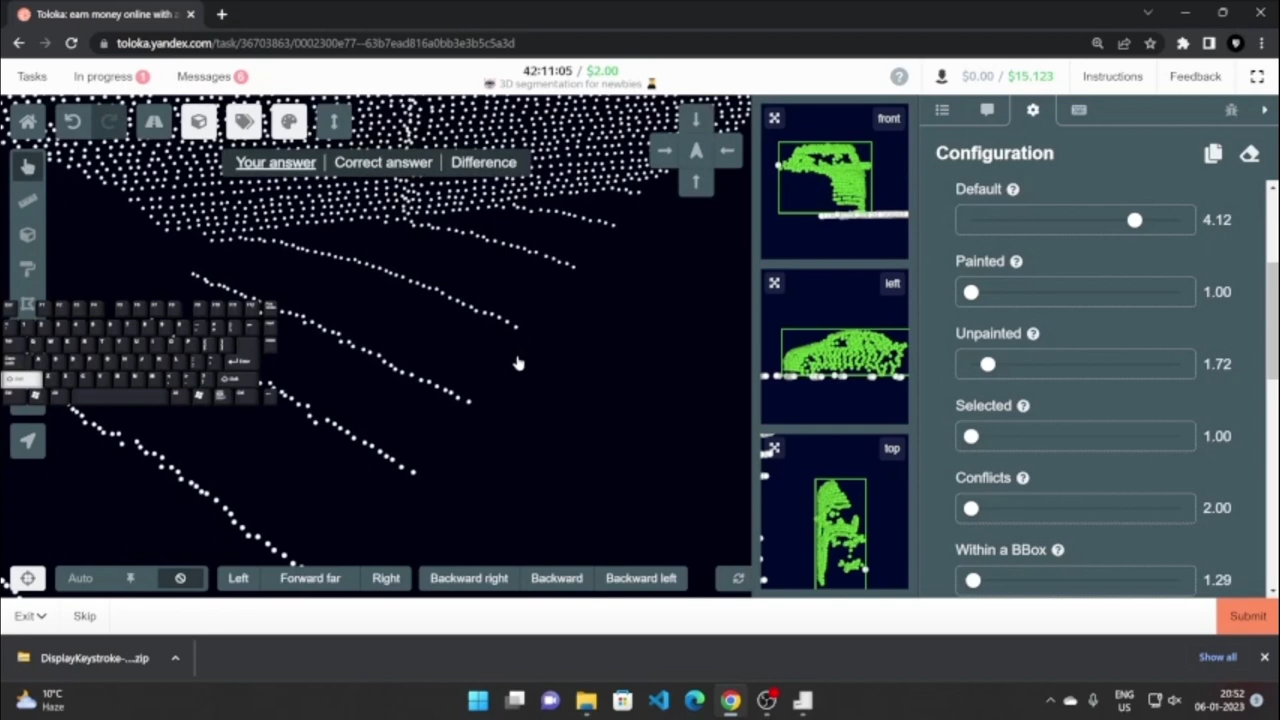 Toloka: earn money online with
toloka.yandex.com/task/36703863/0002300e77--63b7ead816a0bb3e3b5c5a3d
Tasks In progress 1 Messages 6 42:11:05 / $2.00 $0.00 / $15.123 Instructions Feedback
3D segmentation for newbies
Your answer | Correct answer | Difference
front
left
top
Configuration
Default 4.12
Painted 1.00
Unpainted 1.72
Selected 1.00
Conflicts 2.00
Within a BBox 1.29
Auto Left Forward far Right Backward right Backward Backward left
Exit Skip Submit
DisplayKeystroke-....zip Show all
10°C
Haze
ENG
US
20:52
06-01-2023